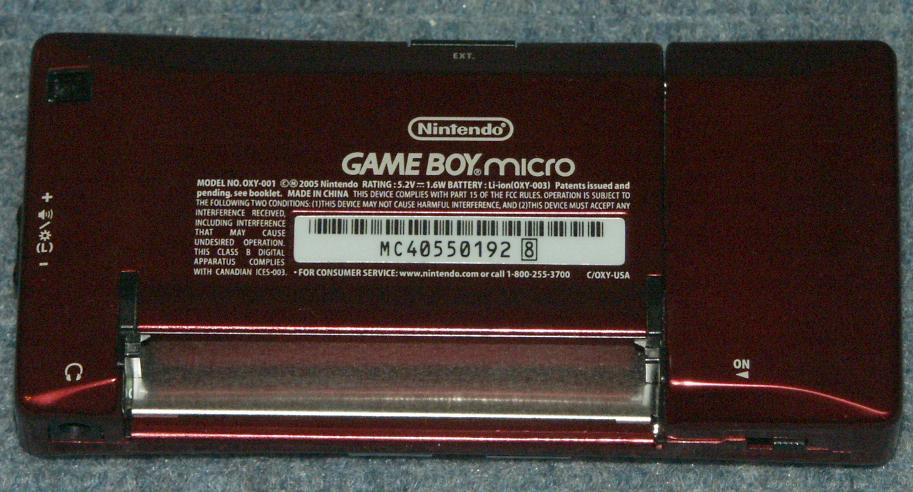 EXT.
Nintendo®
GAME BOY® micro
MODEL NO. OXY-001 ©®2005 Nintendo RATING : 5.2V⎓1.6W BATTERY : Li-ion(OXY-003) Patents issued and
pending, see booklet. MADE IN CHINA THIS DEVICE COMPLIES WITH PART 15 OF THE FCC RULES. OPERATION IS SUBJECT TO
THE FOLLOWING TWO CONDITIONS: (1)THIS DEVICE MAY NOT CAUSE HARMFUL INTERFERENCE, AND (2)THIS DEVICE MUST ACCEPT ANY
INTERFERENCE RECEIVED,
INCLUDING INTERFERENCE
THAT MAY CAUSE
UNDESIRED OPERATION.
THIS CLASS B DIGITAL
APPARATUS COMPLIES
WITH CANADIAN ICES-003.
MC40550192 8
• FOR CONSUMER SERVICE: www.nintendo.com or call 1-800-255-3700 C/OXY-USA
+
/
(L)
–
ON